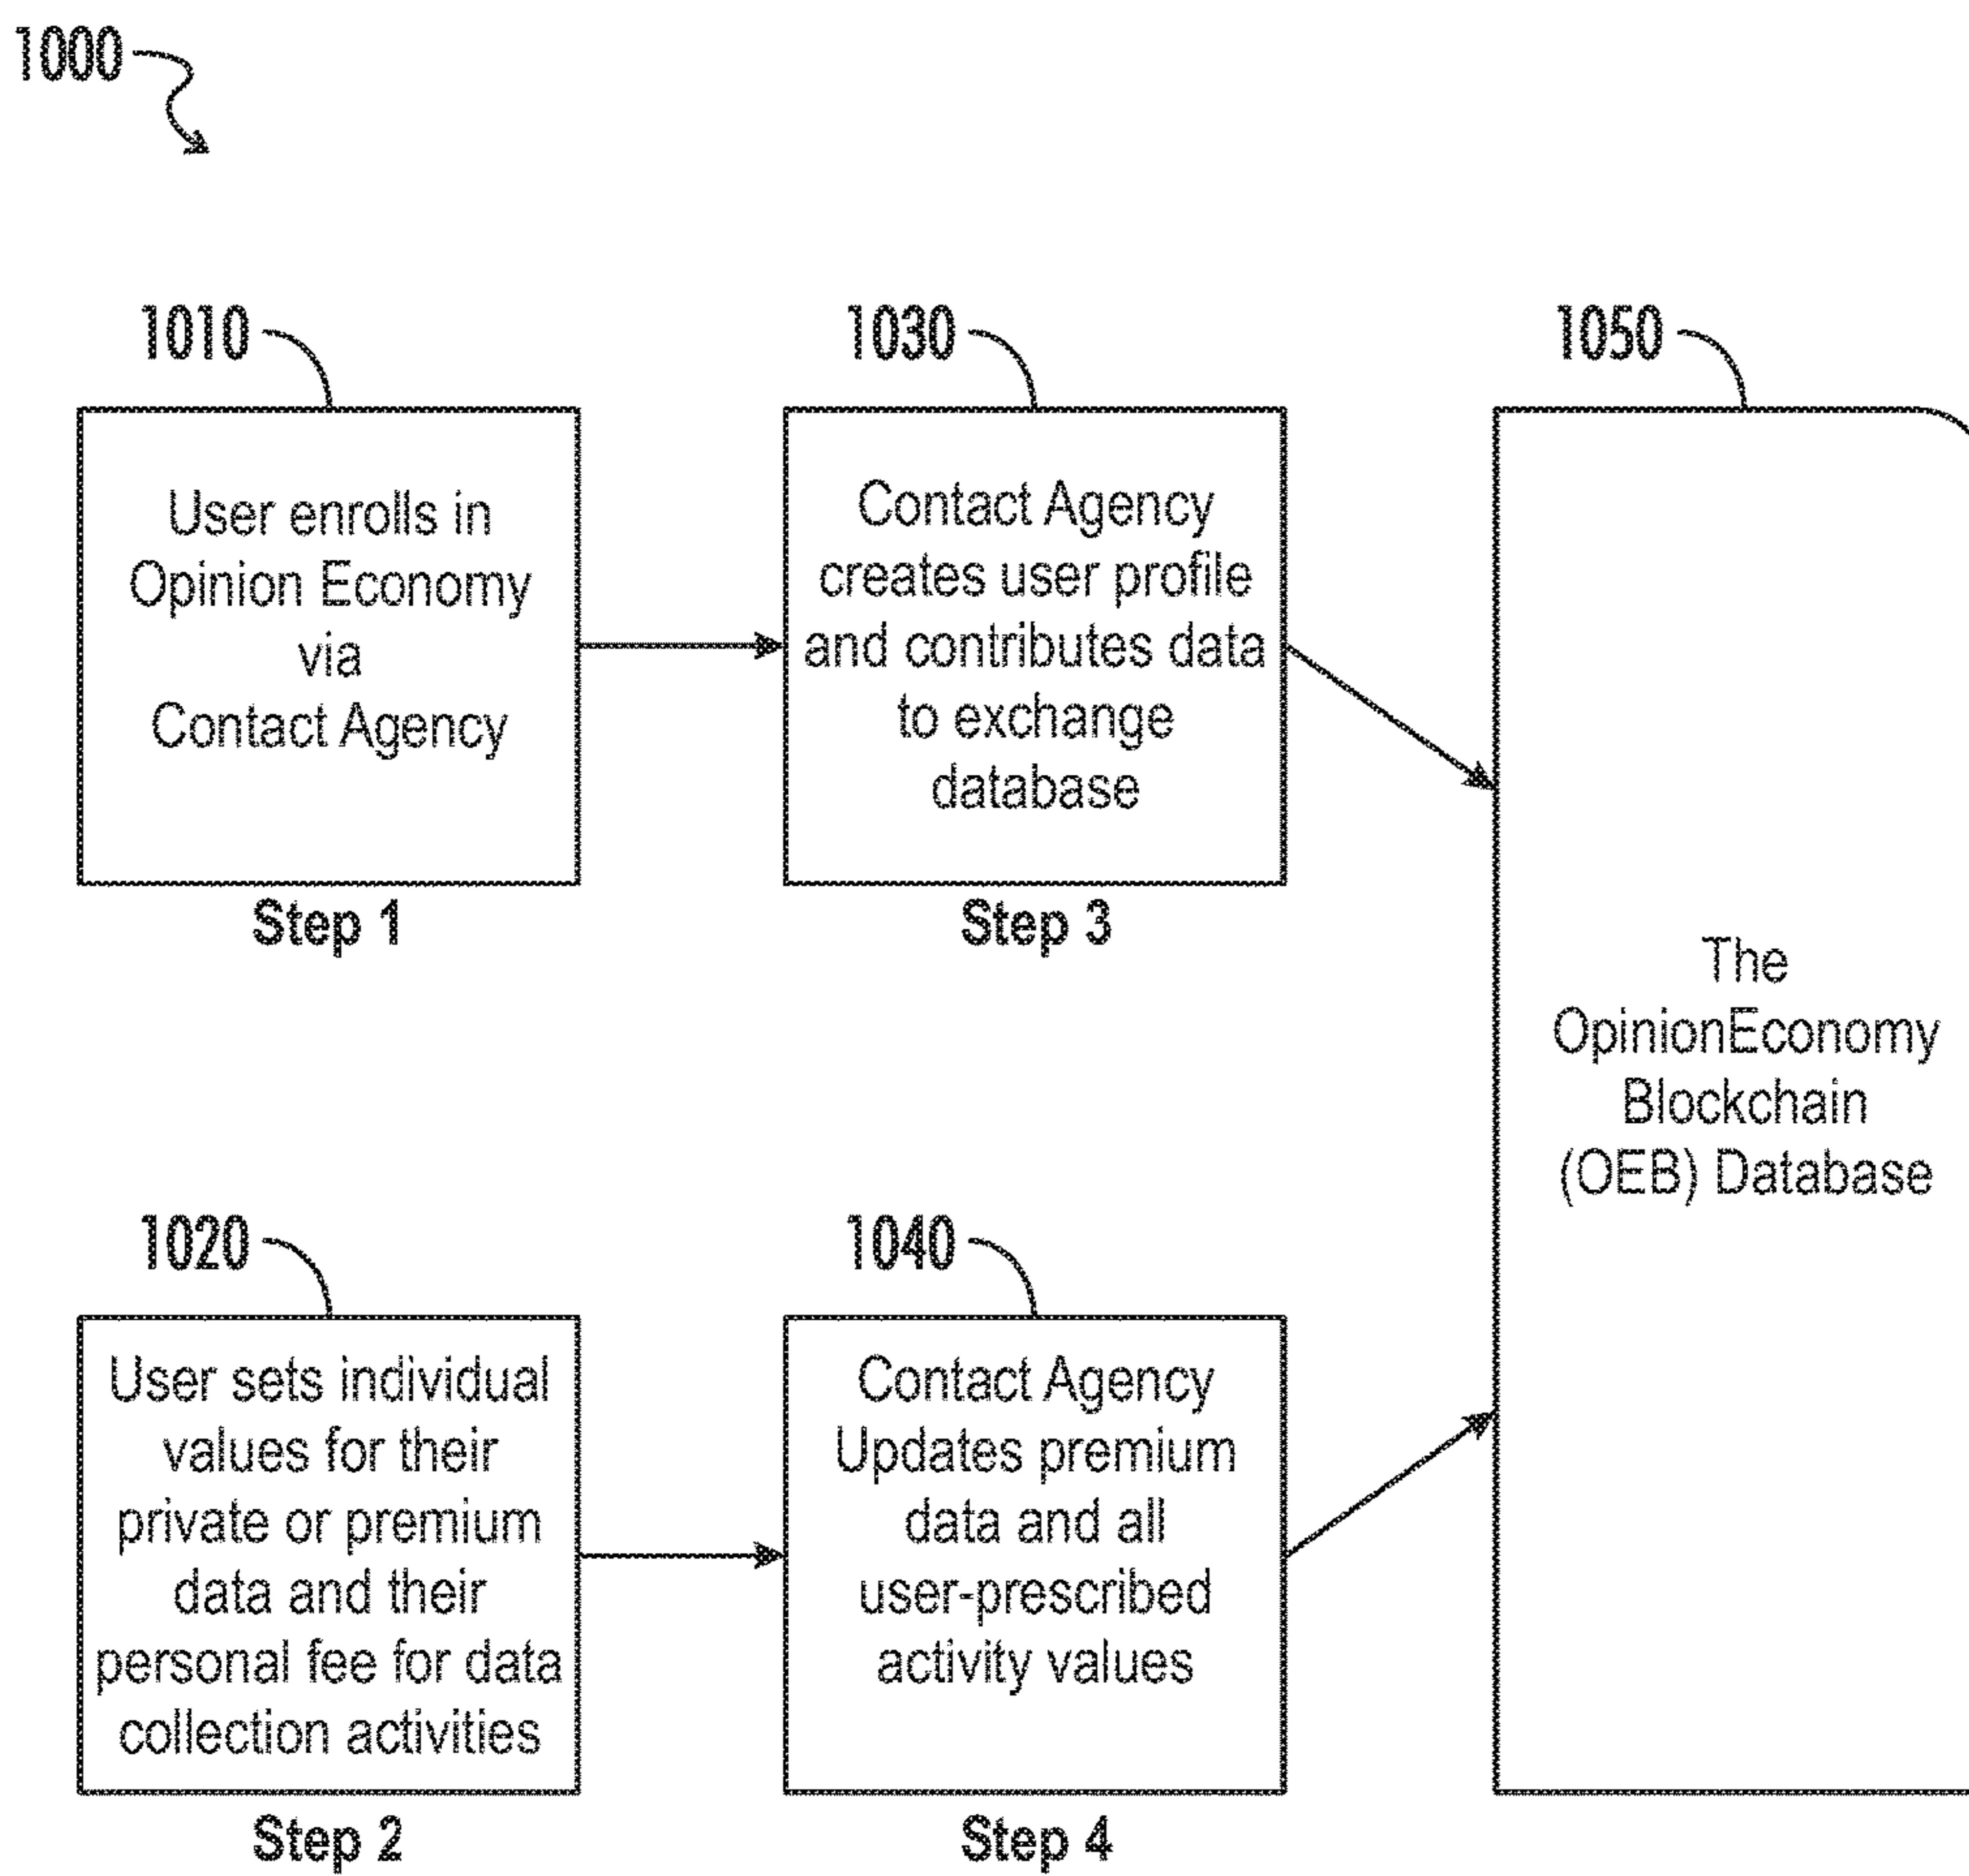 1000
1010
User enrolls in
Opinion Economy
via
Contact Agency
Step 1
1030
Contact Agency
creates user profile
and contributes data
to exchange
database
Step 3
1050
The
OpinionEconomy
Blockchain
(OEB) Database
1020
User sets individual
values for their
private or premium
data and their
personal fee for data
collection activities
Step 2
1040
Contact Agency
Updates premium
data and all
user-prescribed
activity values
Step 4